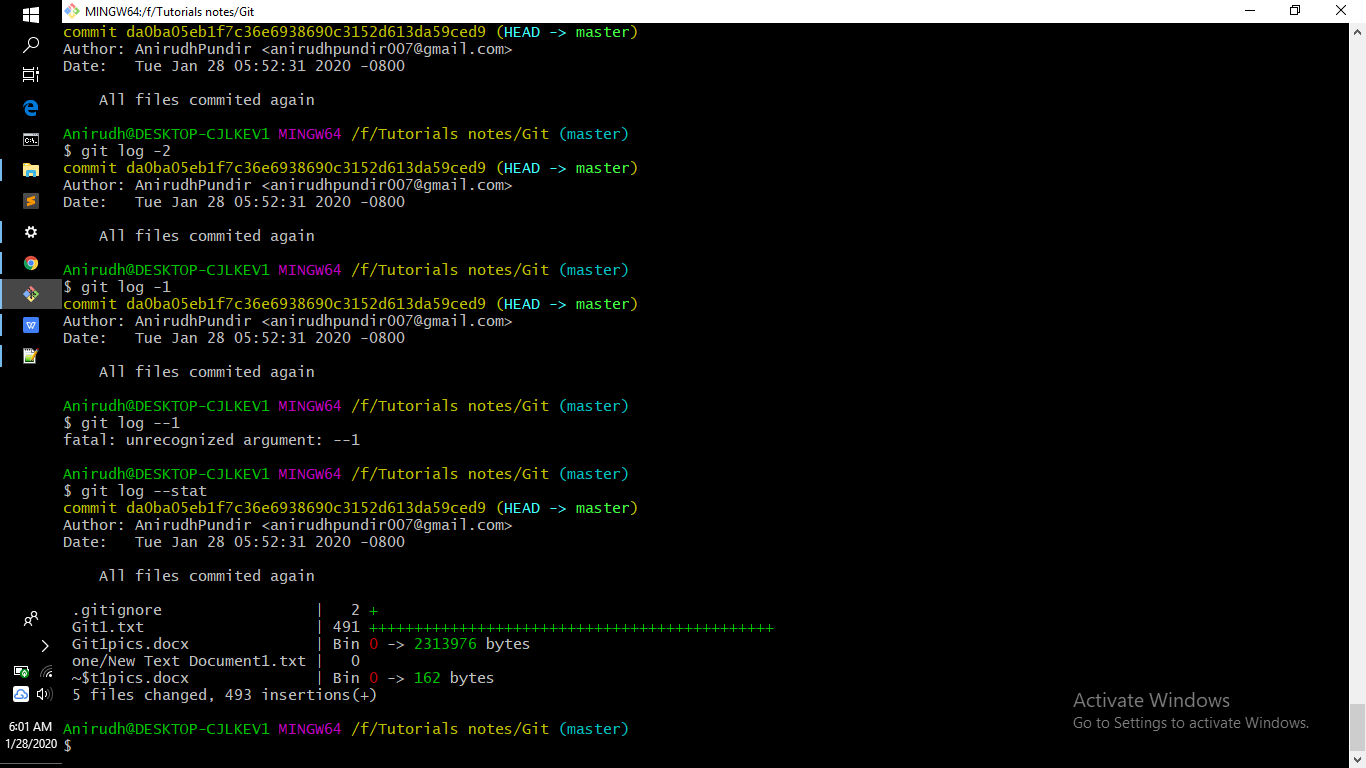 MINGW64:/f/Tutorials notes/Git
commit da0ba05eb1f7c36e6938690c3152d613da59ced9 (HEAD -> master)
Author: AnirudhPundir <anirudhpundir007@gmail.com>
Date:   Tue Jan 28 05:52:31 2020 -0800
    All files commited again
Anirudh@DESKTOP-CJLKEV1 MINGW64 /f/Tutorials notes/Git (master)
$ git log -2
commit da0ba05eb1f7c36e6938690c3152d613da59ced9 (HEAD -> master)
Author: AnirudhPundir <anirudhpundir007@gmail.com>
Date:   Tue Jan 28 05:52:31 2020 -0800
    All files commited again
Anirudh@DESKTOP-CJLKEV1 MINGW64 /f/Tutorials notes/Git (master)
$ git log -1
commit da0ba05eb1f7c36e6938690c3152d613da59ced9 (HEAD -> master)
Author: AnirudhPundir <anirudhpundir007@gmail.com>
Date:   Tue Jan 28 05:52:31 2020 -0800
    All files commited again
Anirudh@DESKTOP-CJLKEV1 MINGW64 /f/Tutorials notes/Git (master)
$ git log --1
fatal: unrecognized argument: --1
Anirudh@DESKTOP-CJLKEV1 MINGW64 /f/Tutorials notes/Git (master)
$ git log --stat
commit da0ba05eb1f7c36e6938690c3152d613da59ced9 (HEAD -> master)
Author: AnirudhPundir <anirudhpundir007@gmail.com>
Date:   Tue Jan 28 05:52:31 2020 -0800
    All files commited again
 .gitignore                 |   2 +
 Git1.txt                   | 491 +++++++++++++++++++++++++++++++++++++++++++++
 Git1pics.docx              | Bin 0 -> 2313976 bytes
 one/New Text Document1.txt |   0
 ~$t1pics.docx              | Bin 0 -> 162 bytes
 5 files changed, 493 insertions(+)
Anirudh@DESKTOP-CJLKEV1 MINGW64 /f/Tutorials notes/Git (master)
$
Activate Windows
Go to Settings to activate Windows.
6:01 AM
1/28/2020